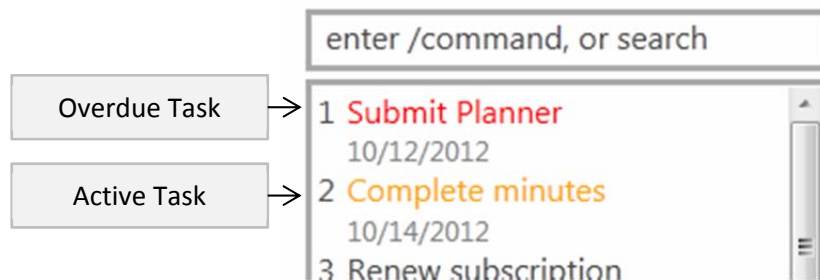 enter /command, or search
Overdue Task
1 Submit Planner
10/12/2012
Active Task
2 Complete minutes
10/14/2012
3 Renew subscription